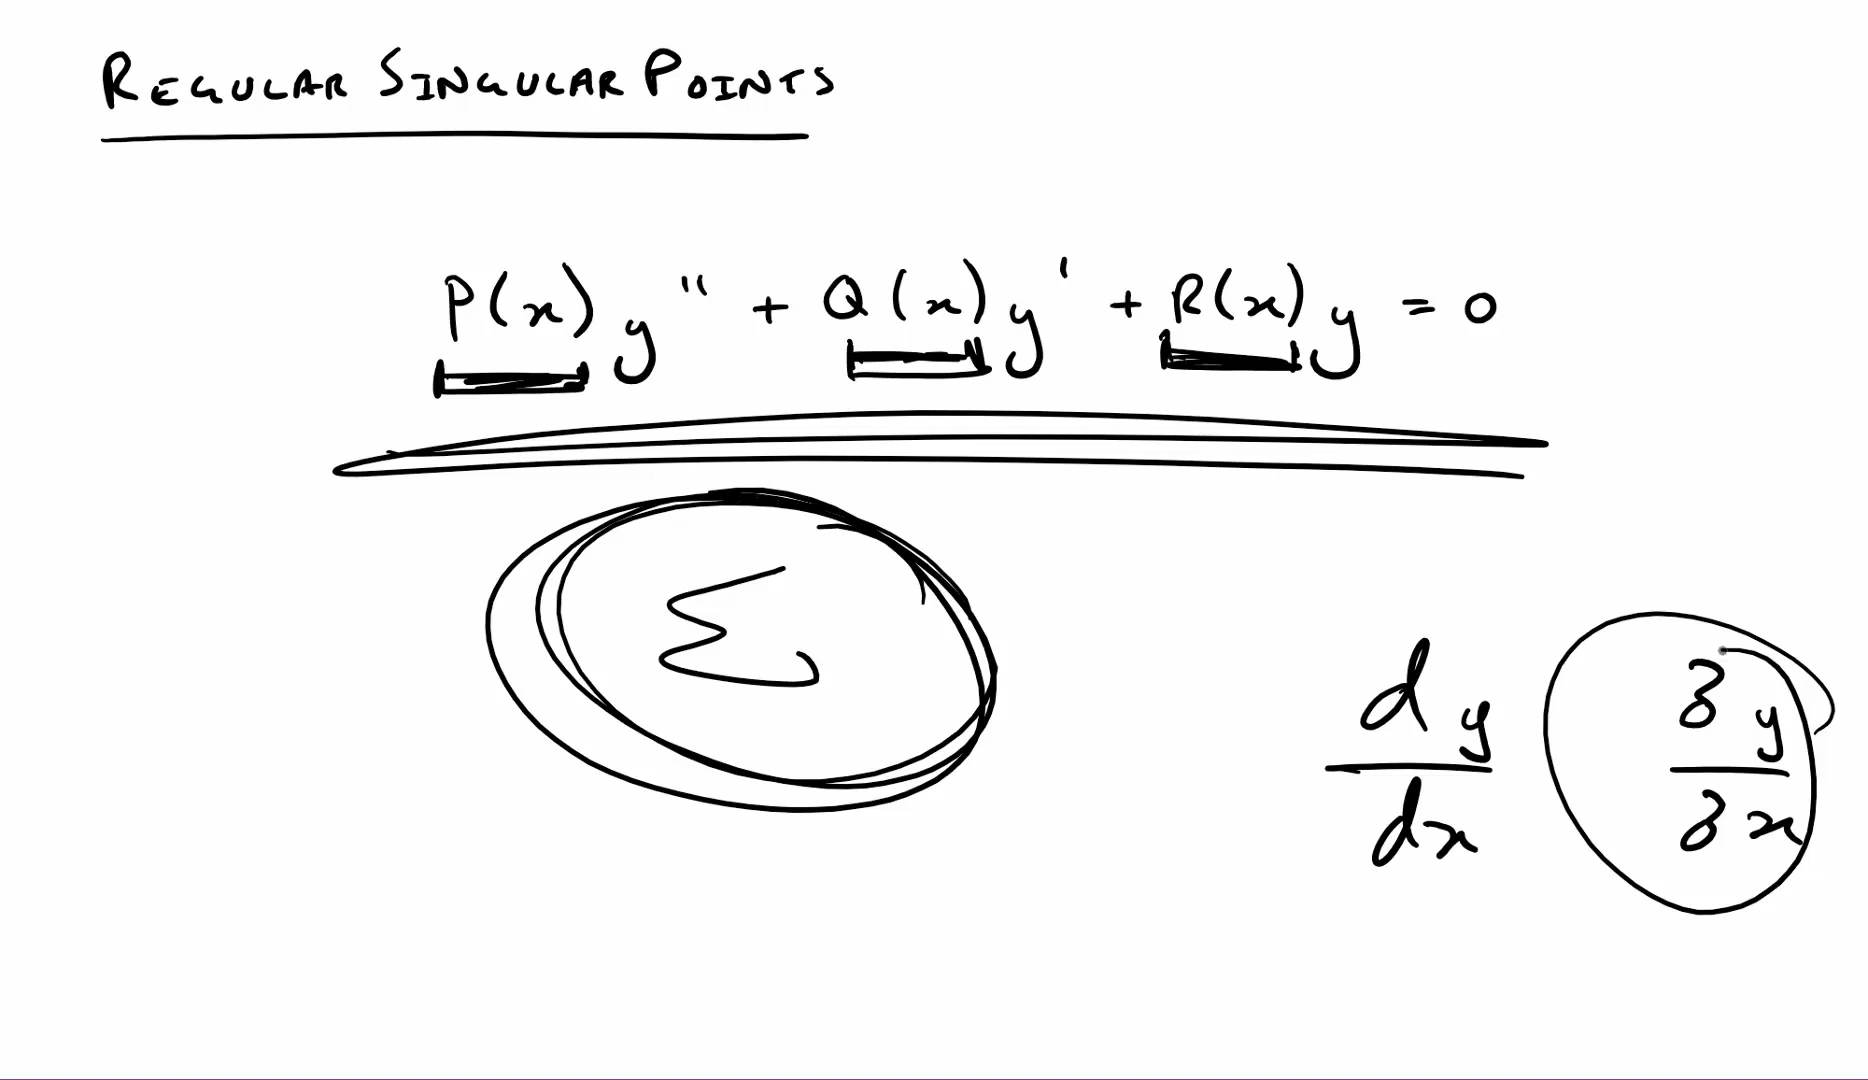 REGULAR SINGULAR POINTS
P(x)y'' + Q(x)y' + R(x)y = 0
Σ
dy/dx ∂y/∂x